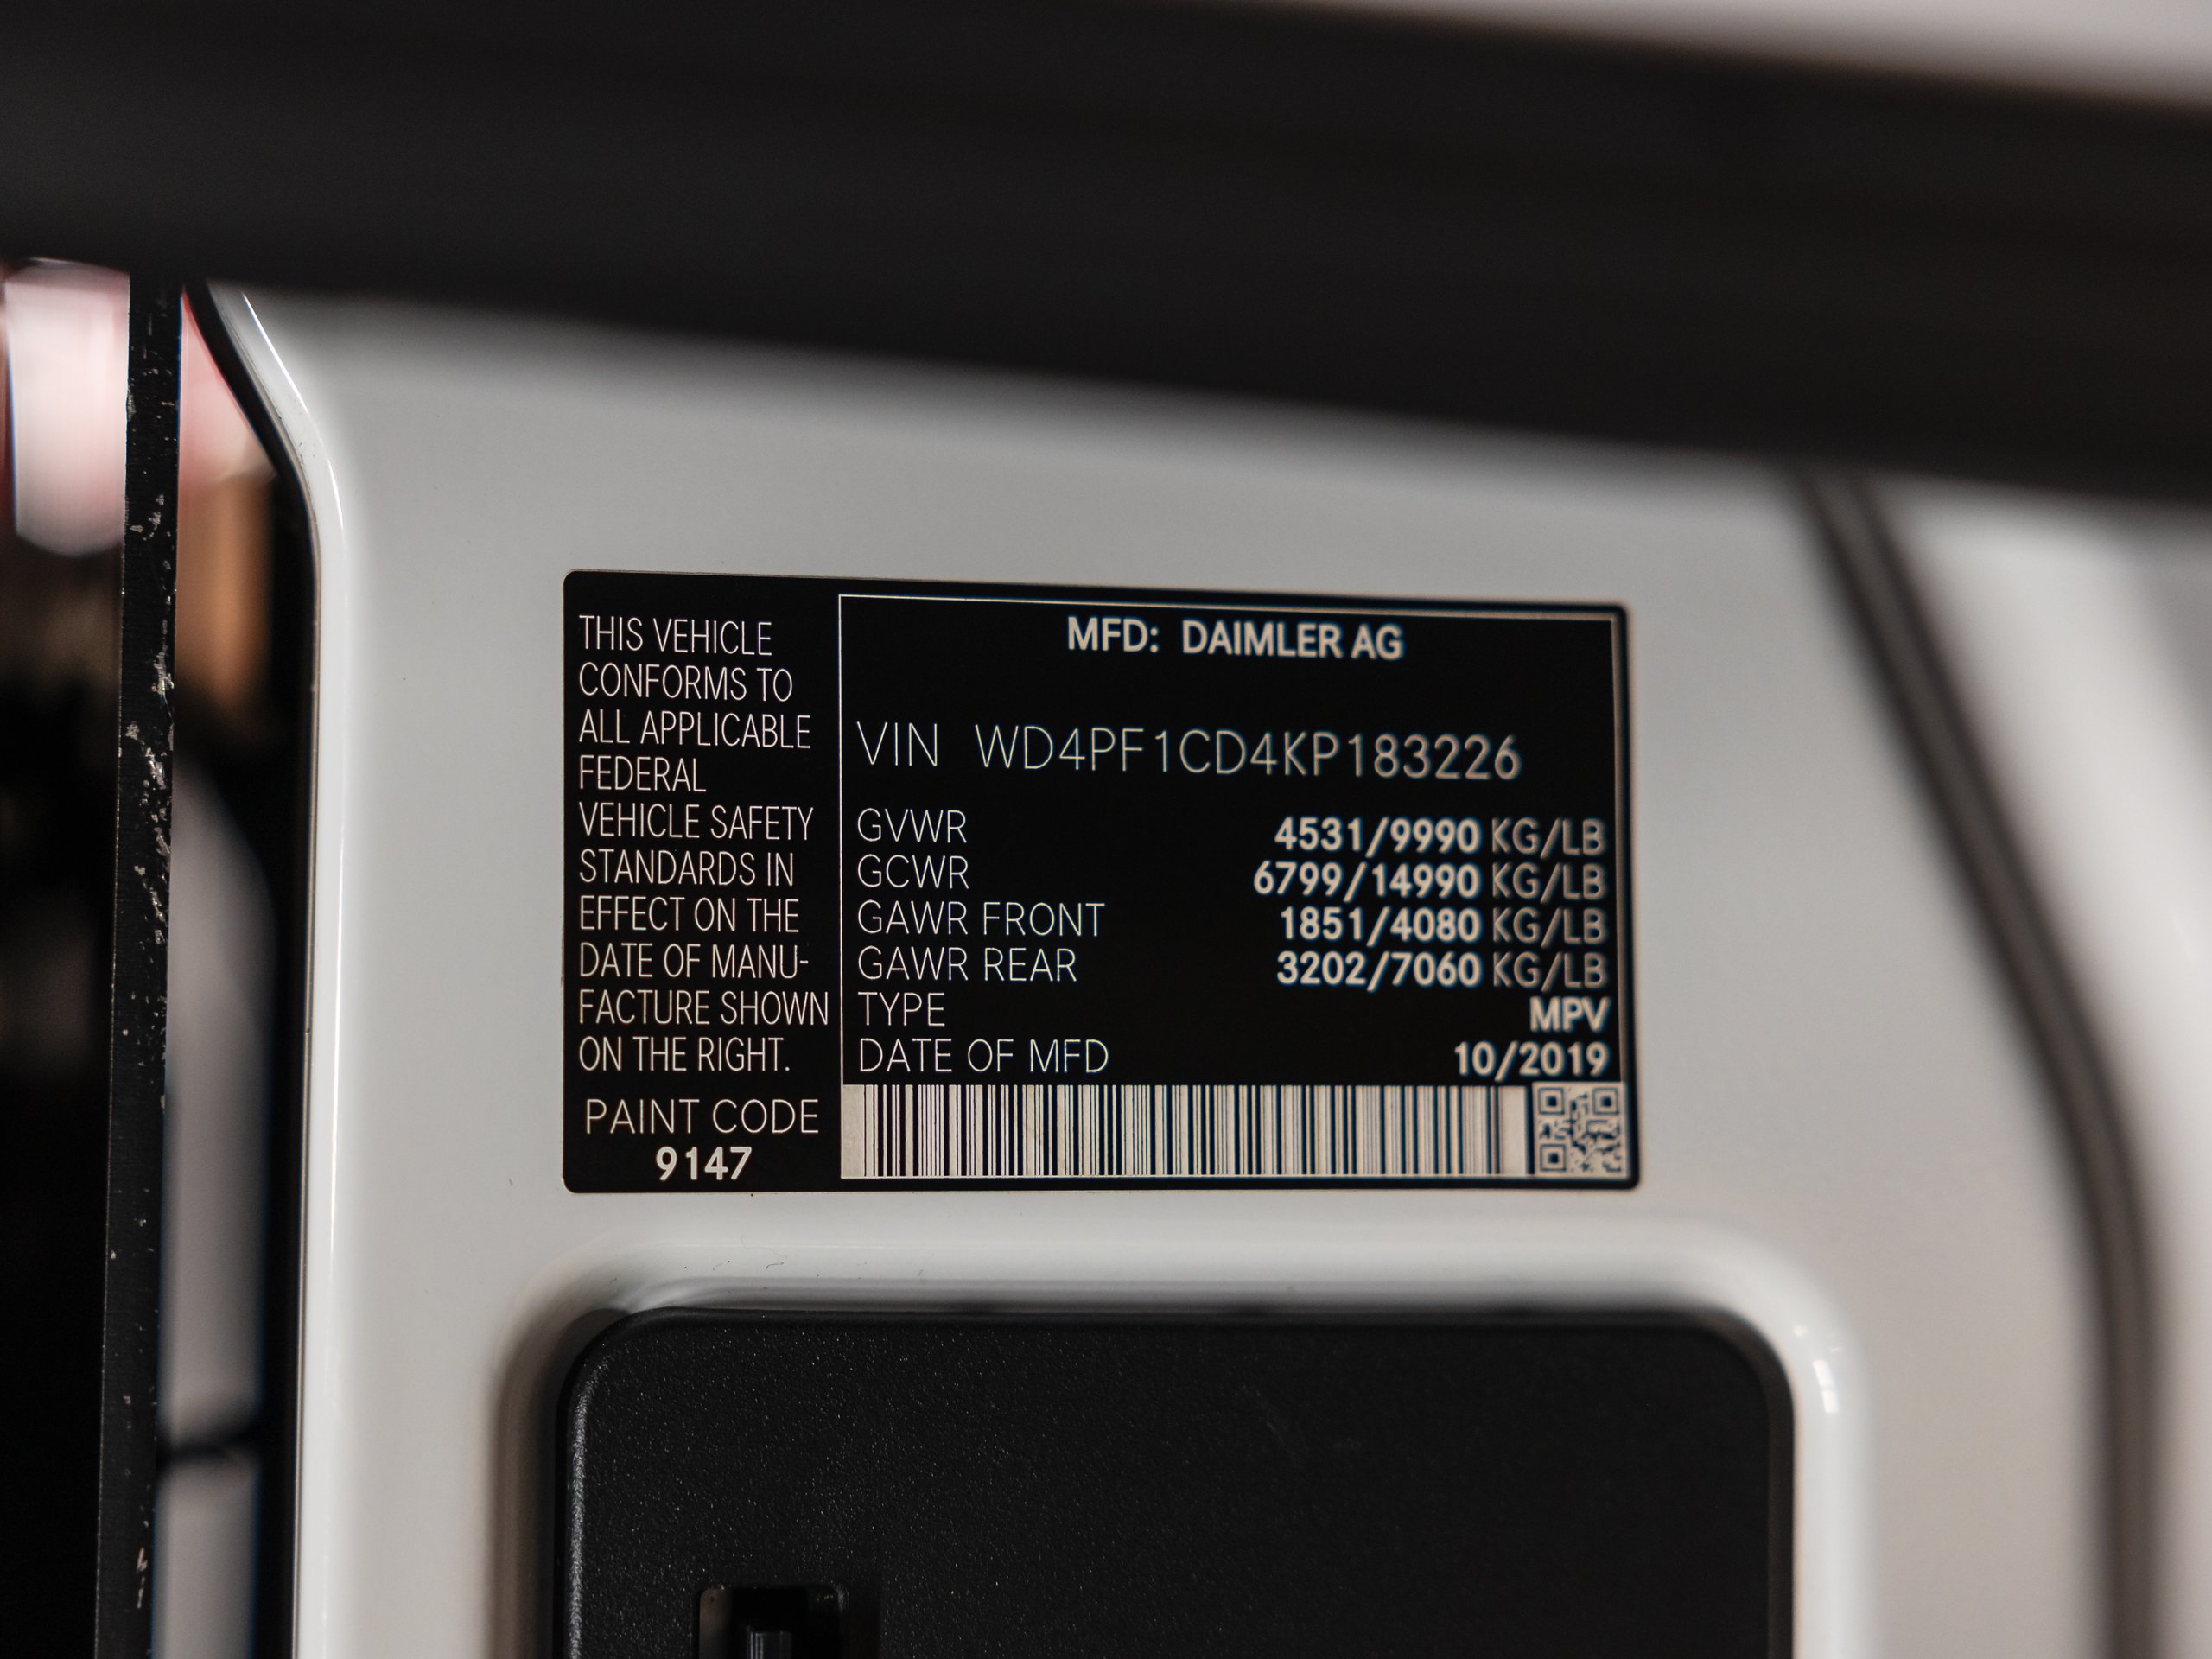 THIS VEHICLE
CONFORMS TO
ALL APPLICABLE
FEDERAL
VEHICLE SAFETY
STANDARDS IN
EFFECT ON THE
DATE OF MANU-
FACTURE SHOWN
ON THE RIGHT.
PAINT CODE
9147
MFD: DAIMLER AG
VIN WD4PF1CD4KP183226
GVWR 4531/9990 KG/LB
GCWR 6799/14990 KG/LB
GAWR FRONT 1851/4080 KG/LB
GAWR REAR 3202/7060 KG/LB
TYPE MPV
DATE OF MFD 10/2019